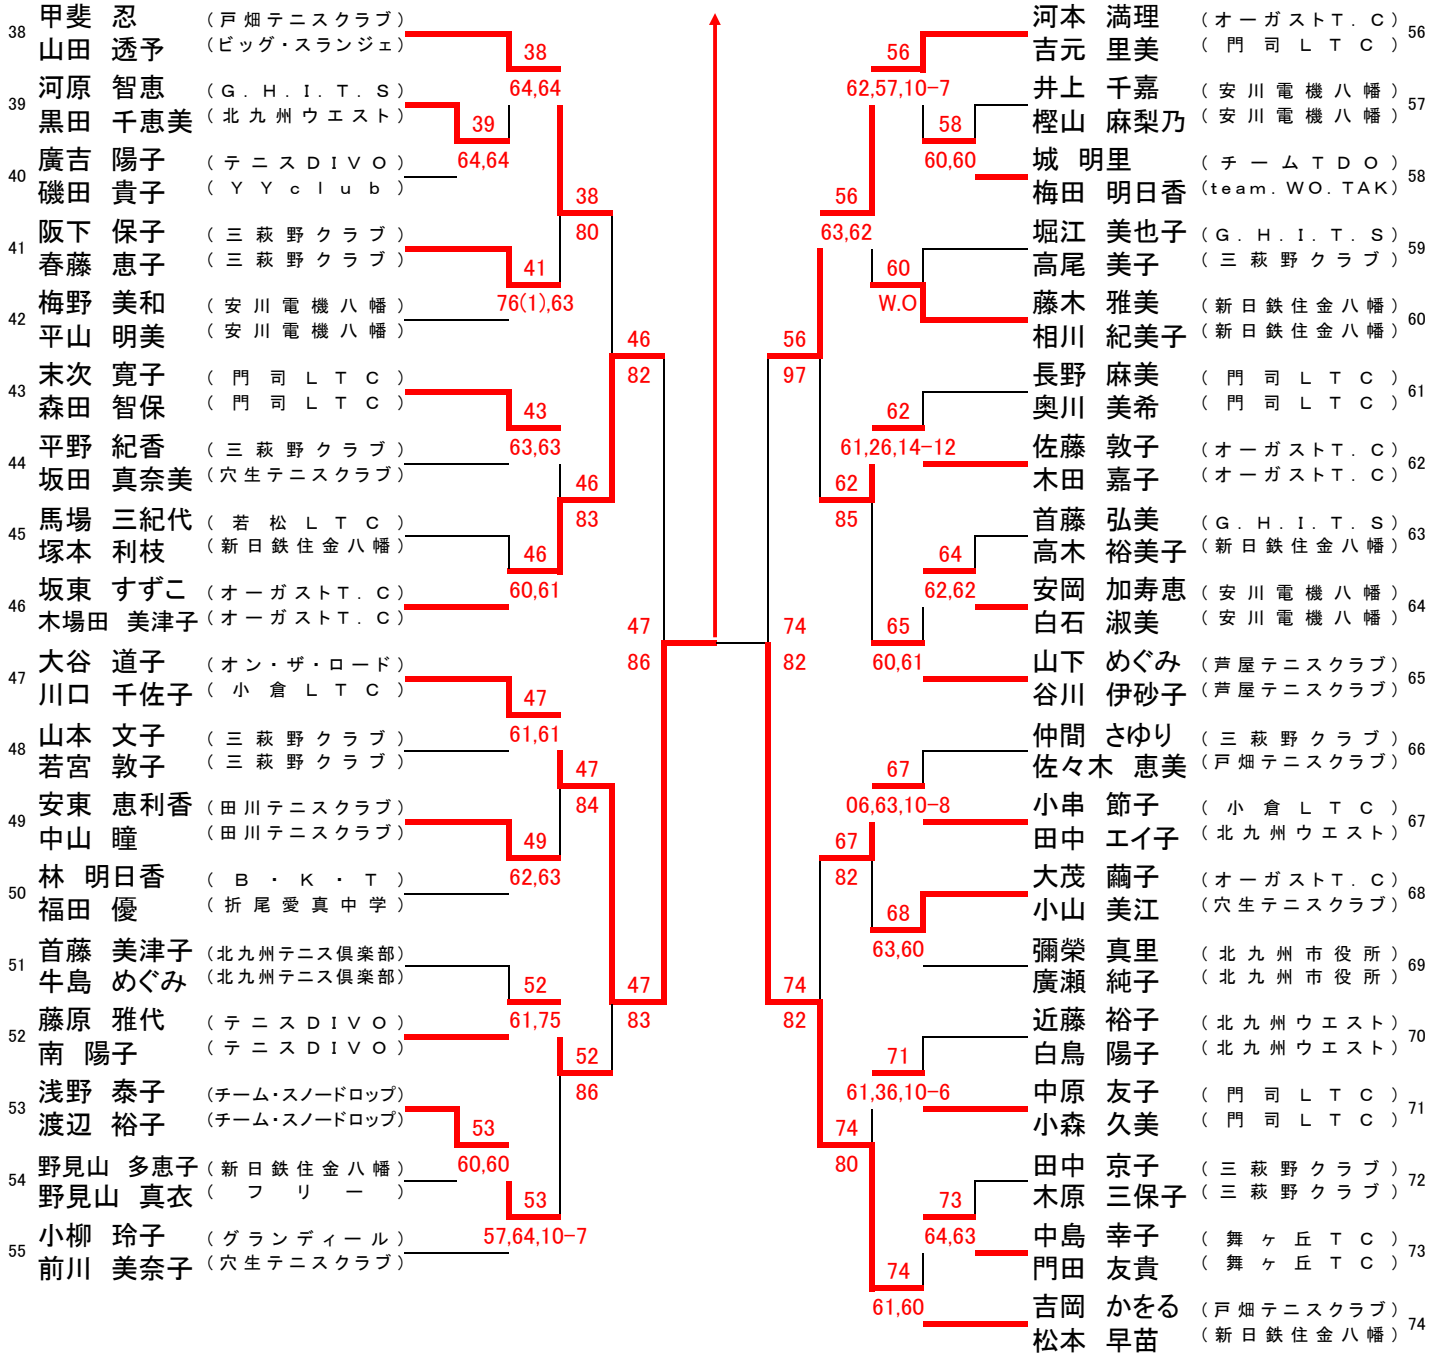 38 甲斐 忍 (戸畑テニスクラブ)
山田 透予 (ビッグ・スランジェ)
39 河原 智恵 (G．H．I．T．S)
黒田 千恵美 (北九州ウエスト)
40 廣吉 陽子 (テニスDIVO)
磯田 貴子 (YYclub)
41 阪下 保子 (三萩野クラブ)
春藤 恵子 (三萩野クラブ)
42 梅野 美和 (安川電機八幡)
平山 明美 (安川電機八幡)
43 末次 寛子 (門司LTC)
森田 智保 (門司LTC)
44 平野 紀香 (三萩野クラブ)
坂田 真奈美 (穴生テニスクラブ)
45 馬場 三紀代 (若松LTC)
塚本 利枝 (新日鉄住金八幡)
46 坂東 すずこ (オーガストT．C)
木場田 美津子 (オーガストT．C)
47 大谷 道子 (オン・ザ・ロード)
川口 千佐子 (小倉LTC)
48 山本 文子 (三萩野クラブ)
若宮 敦子 (三萩野クラブ)
49 安東 恵利香 (田川テニスクラブ)
中山 瞳 (田川テニスクラブ)
50 林 明日香 (B・K・T)
福田 優 (折尾愛真中学)
51 首藤 美津子 (北九州テニス倶楽部)
牛島 めぐみ (北九州テニス倶楽部)
52 藤原 雅代 (テニスDIVO)
南 陽子 (テニスDIVO)
53 浅野 泰子 (チーム・スノードロップ)
渡辺 裕子 (チーム・スノードロップ)
54 野見山 多恵子 (新日鉄住金八幡)
野見山 真衣 (フリー)
55 小柳 玲子 (グランディール)
前川 美奈子 (穴生テニスクラブ)
38
64,64
39
64,64
38
80
41
76(1),63
46
82
43
63,63
46
83
46
60,61
47
86
47
61,61
47
84
49
62,63
47
83
52
61,75
52
86
53
60,60
53
57,64,10-7
56
62,57,10-7
58
60,60
56
63,62
60
W.O
56
97
62
61,26,14-12
62
85
64
62,62
65
60,61
74
82
67
06,63,10-8
67
82
68
63,60
74
82
71
61,36,10-6
74
80
73
64,63
74
61,60
河本 満理 (オーガストT．C) 56
吉元 里美 (門司LTC)
井上 千嘉 (安川電機八幡) 57
樫山 麻梨乃 (安川電機八幡)
城 明里 (チームTDO) 58
梅田 明日香 (team．WO．TAK)
堀江 美也子 (G．H．I．T．S) 59
高尾 美子 (三萩野クラブ)
藤木 雅美 (新日鉄住金八幡) 60
相川 紀美子 (新日鉄住金八幡)
長野 麻美 (門司LTC) 61
奥川 美希 (門司LTC)
佐藤 敦子 (オーガストT．C) 62
木田 嘉子 (オーガストT．C)
首藤 弘美 (G．H．I．T．S) 63
高木 裕美子 (新日鉄住金八幡)
安岡 加寿恵 (安川電機八幡) 64
白石 淑美 (安川電機八幡)
山下 めぐみ (芦屋テニスクラブ) 65
谷川 伊砂子 (芦屋テニスクラブ)
仲間 さゆり (三萩野クラブ) 66
佐々木 恵美 (戸畑テニスクラブ)
小串 節子 (小倉LTC) 67
田中 エイ子 (北九州ウエスト)
大茂 繭子 (オーガストT．C) 68
小山 美江 (穴生テニスクラブ)
彌榮 真里 (北九州市役所) 69
廣瀬 純子 (北九州市役所)
近藤 裕子 (北九州ウエスト) 70
白鳥 陽子 (北九州ウエスト)
中原 友子 (門司LTC) 71
小森 久美 (門司LTC)
田中 京子 (三萩野クラブ) 72
木原 三保子 (三萩野クラブ)
中島 幸子 (舞ヶ丘TC) 73
門田 友貴 (舞ヶ丘TC)
吉岡 かをる (戸畑テニスクラブ) 74
松本 早苗 (新日鉄住金八幡)